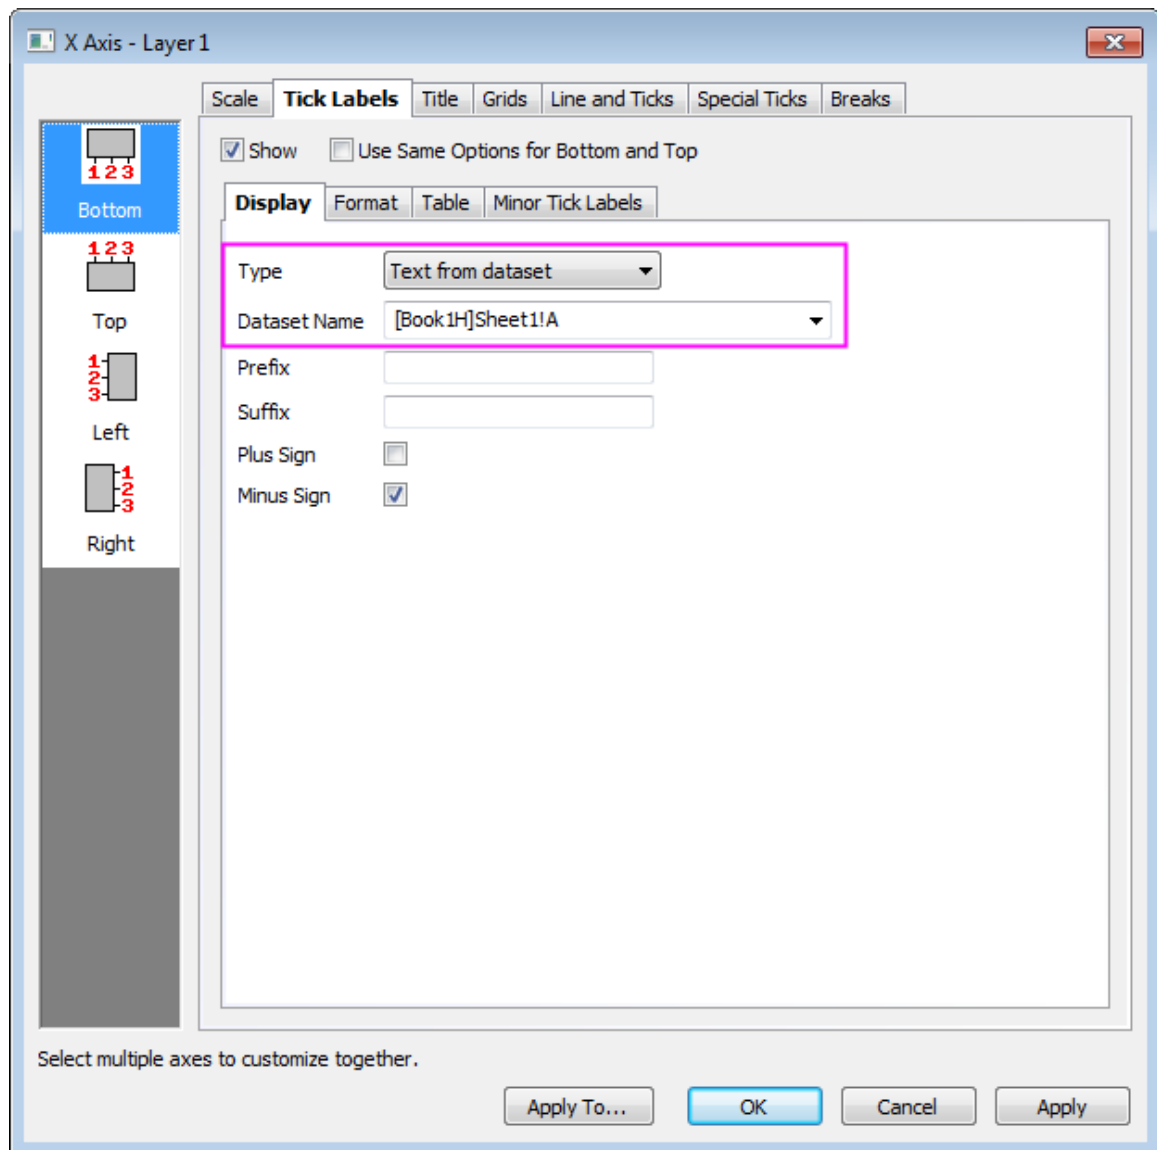 X Axis - Layer 1
Scale Tick Labels Title Grids Line and Ticks Special Ticks Breaks
Show Use Same Options for Bottom and Top
1 2 3
Bottom
Display Format Table Minor Tick Labels
1 2 3
Top
Type Text from dataset
Dataset Name [Book1H]Sheet1!A
Prefix
1
2
3
Left
Suffix
Plus Sign
Minus Sign
1
2
3
Right
Select multiple axes to customize together.
Apply To... OK Cancel Apply